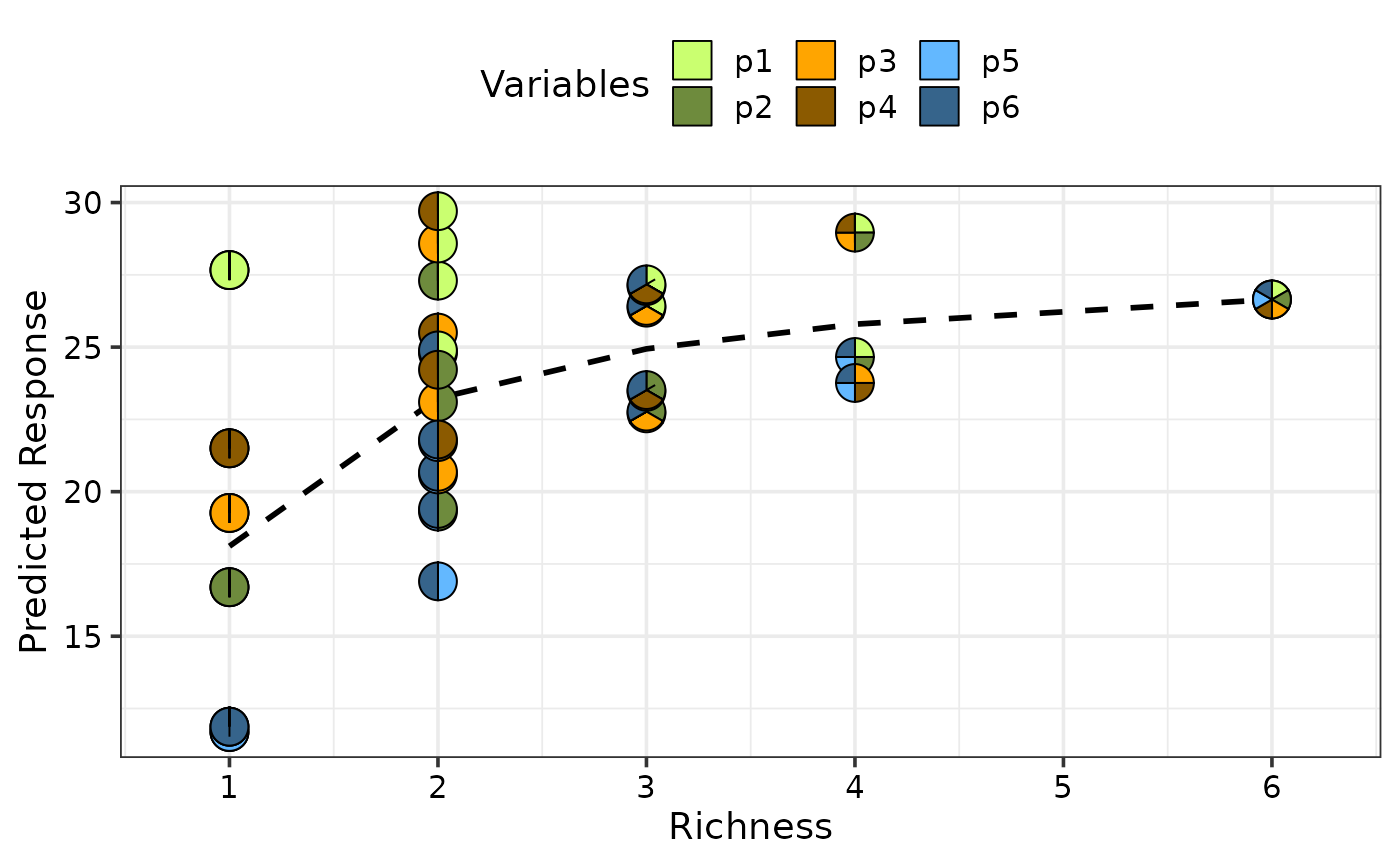 Variables
p1 p3 p5
p2 p4 p6
Predicted Response
30
25
20
15
1 2 3 4 5 6
Richness